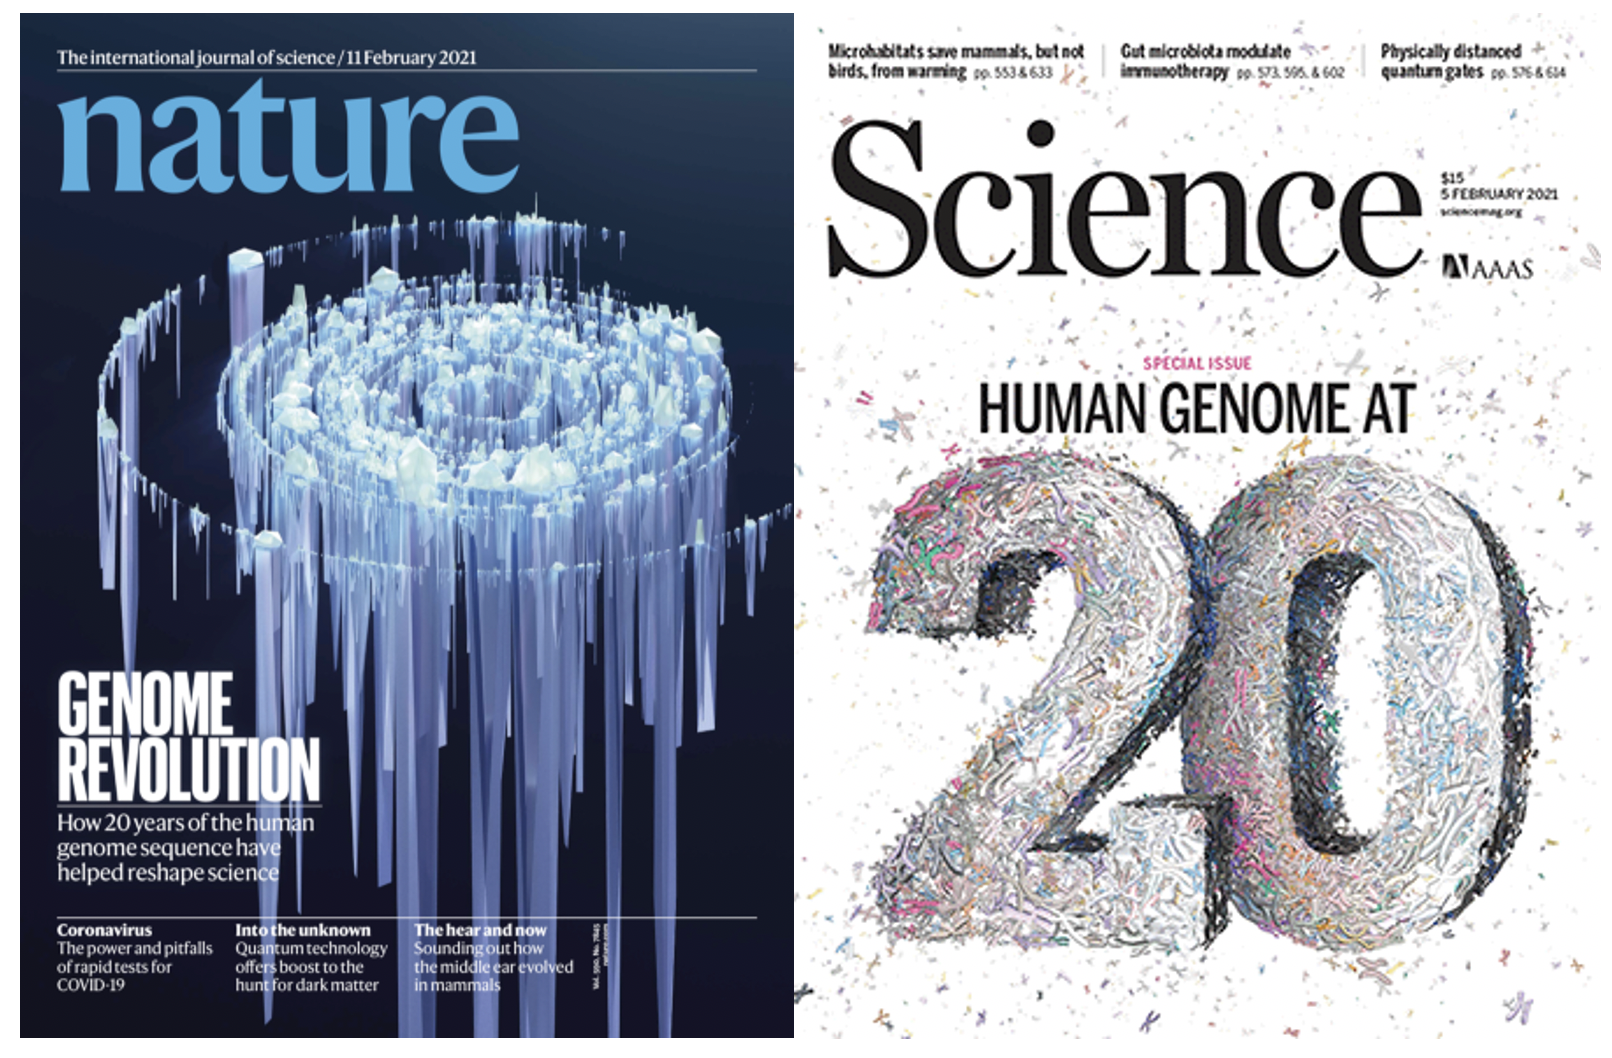 The international journal of science / 11 February 2021
nature
GENOME
REVOLUTION
How 20 years of the human
genome sequence have
helped reshape science
Coronavirus
The power and pitfalls
of rapid tests for
COVID-19
Into the unknown
Quantum technology
offers boost to the
hunt for dark matter
The hear and now
Sounding out how
the middle ear evolved
in mammals
Vol. 590, No. 7845
nature.com
Microhabitats save mammals, but not
birds, from warming pp. 553 & 633
Gut microbiota modulate
immunotherapy pp. 573, 595, & 602
Physically distanced
quantum gates pp. 576 & 614
Science
$15
5 FEBRUARY 2021
sciencemag.org
AAAS
SPECIAL ISSUE
HUMAN GENOME AT
20